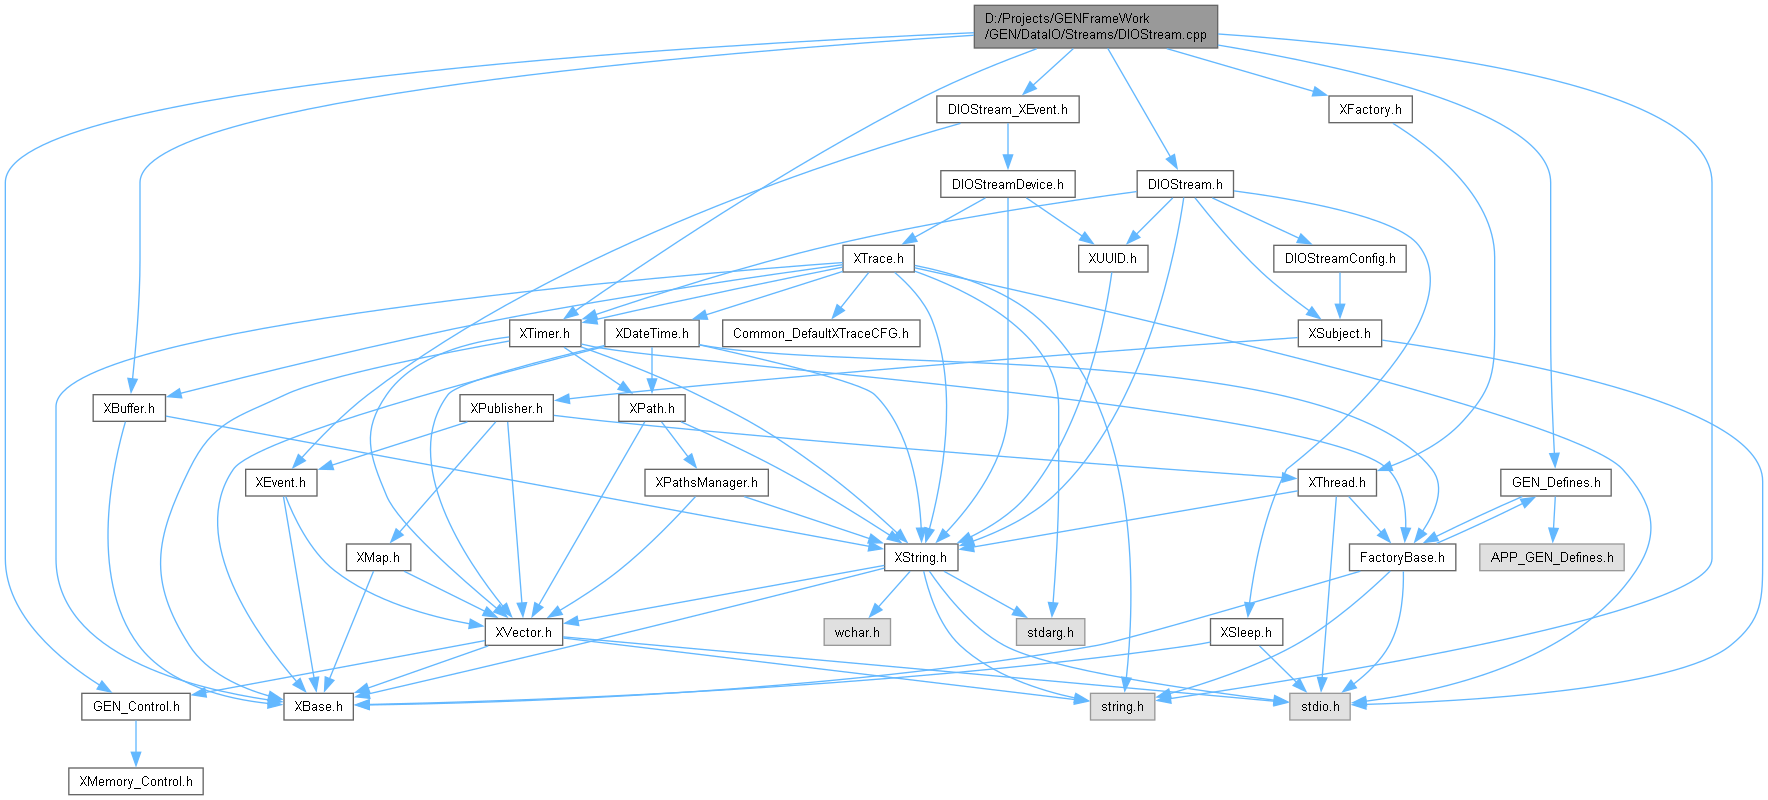 D:/Projects/GENFrameWork
/GEN/DataIO/Streams/DIOStream.cpp
DIOStream_XEvent.h
XFactory.h
DIOStreamDevice.h
DIOStream.h
XTrace.h
XUUID.h
DIOStreamConfig.h
XTimer.h
XDateTime.h
Common_DefaultXTraceCFG.h
XSubject.h
XBuffer.h
XPublisher.h
XPath.h
XEvent.h
XPathsManager.h
XThread.h
GEN_Defines.h
XMap.h
XString.h
FactoryBase.h
APP_GEN_Defines.h
XVector.h
wchar.h
stdarg.h
XSleep.h
GEN_Control.h
XBase.h
string.h
stdio.h
XMemory_Control.h